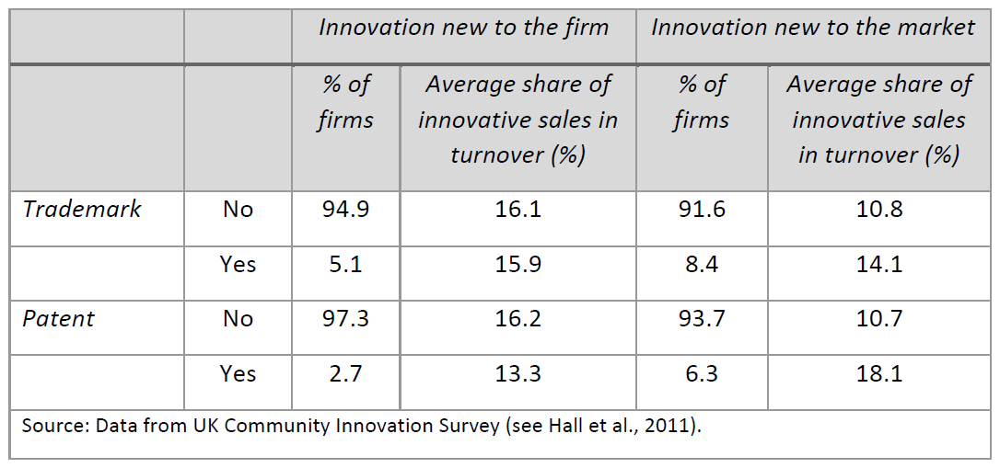 Innovation new to the firm Innovation new to the market
% of firms Average share of innovative sales in turnover (%) % of firms Average share of innovative sales in turnover (%)
Trademark No 94.9 16.1 91.6 10.8
Yes 5.1 15.9 8.4 14.1
Patent No 97.3 16.2 93.7 10.7
Yes 2.7 13.3 6.3 18.1
Source: Data from UK Community Innovation Survey (see Hall et al., 2011).